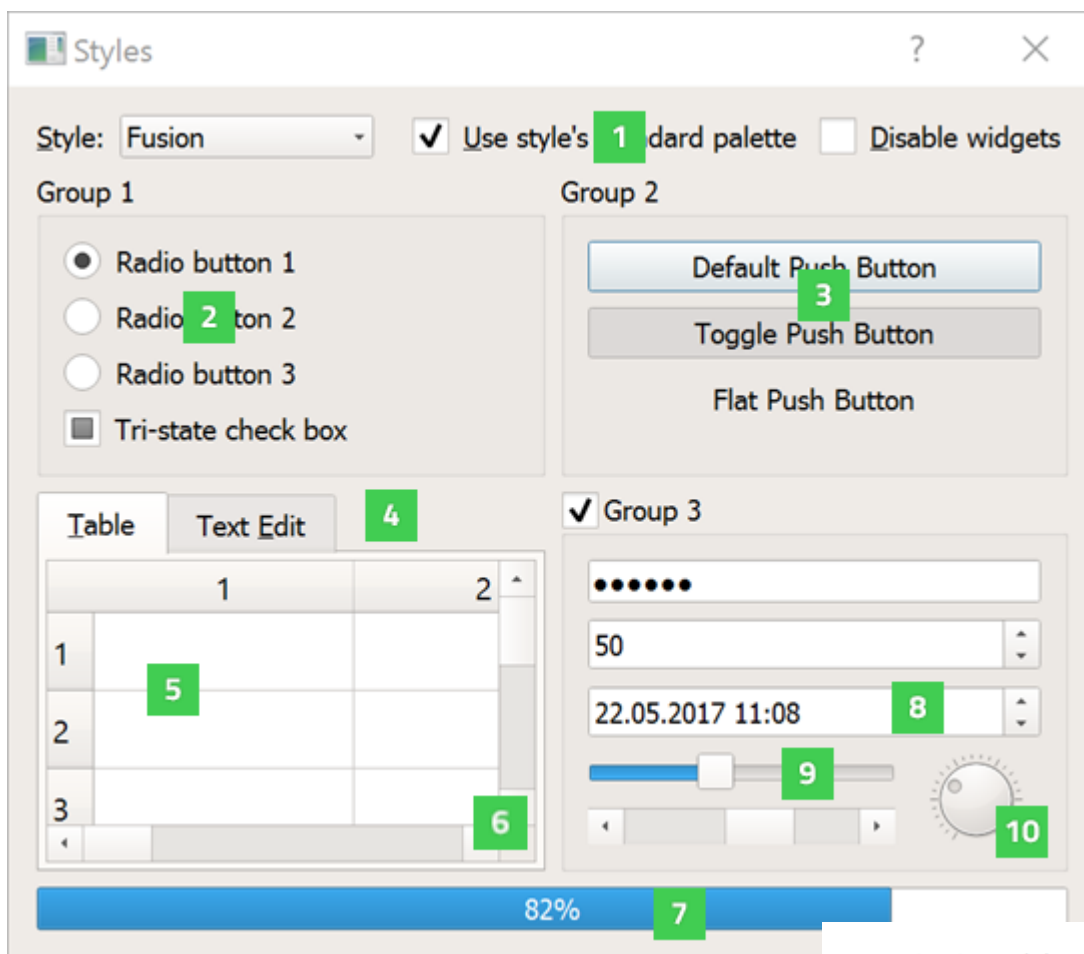 Styles ?
Style: Fusion Use style's 1 dard palette Disable widgets
Group 1
Radio button 1
Radio 2 ton 2
Radio button 3
Tri-state check box
Group 2
Default Push Button
3
Toggle Push Button
Flat Push Button
Table Text Edit 4
1 2
1
5
2
3
6
Group 3
●●●●●●
50
22.05.2017 11:08 8
9
10
82% 7